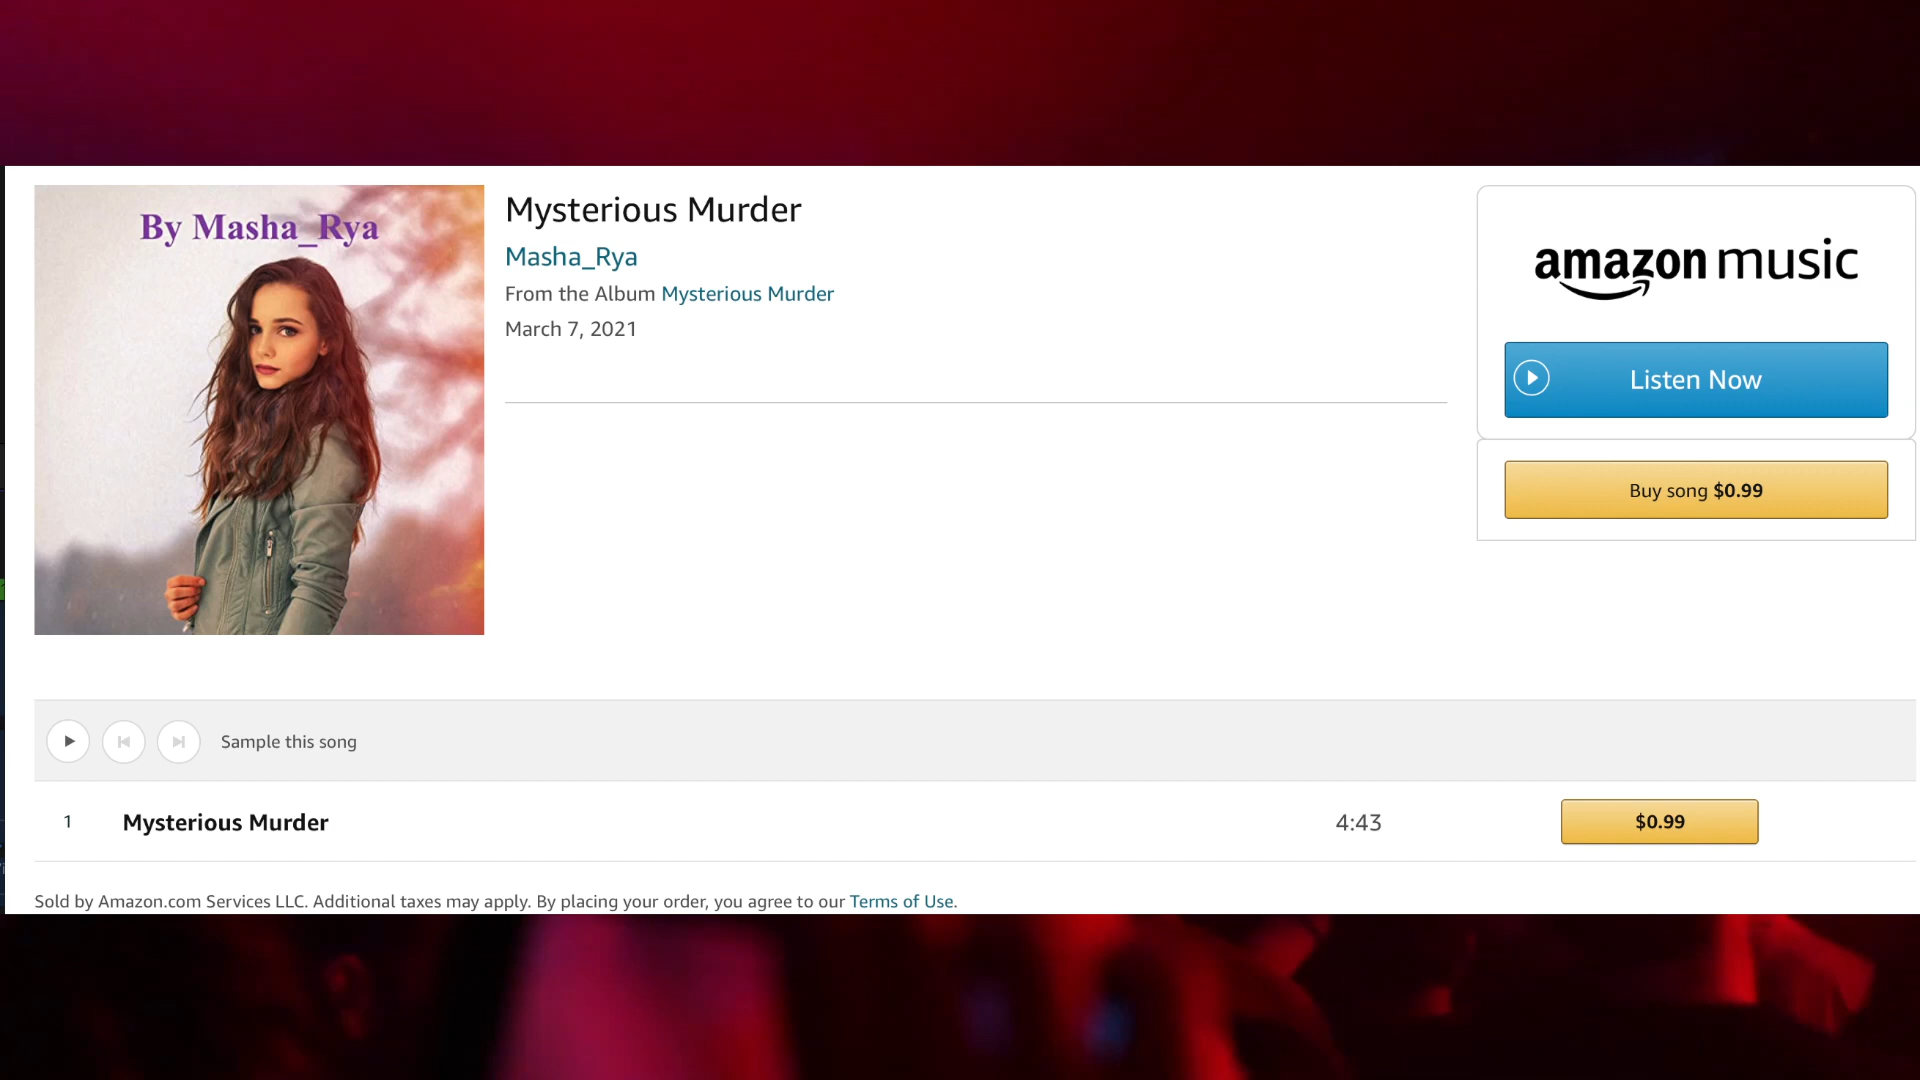 By Masha_Rya
Mysterious Murder
Masha_Rya
From the Album Mysterious Murder
March 7, 2021
amazon music
Listen Now
Buy song $0.99
Sample this song
1 Mysterious Murder 4:43 $0.99
Sold by Amazon.com Services LLC. Additional taxes may apply. By placing your order, you agree to our Terms of Use.